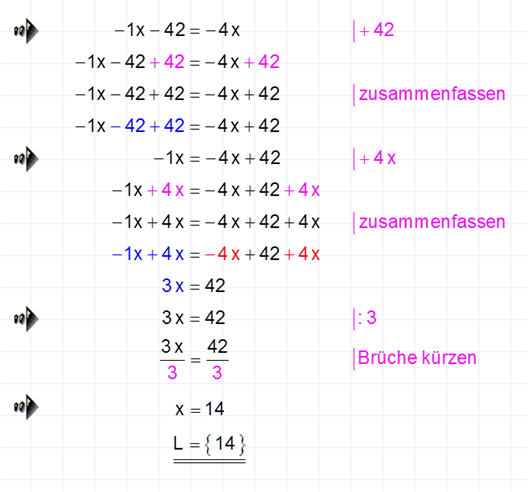 −1x − 42 = −4x |+ 42
−1x − 42 + 42 = −4x + 42
−1x − 42 + 42 = −4x + 42 |zusammenfassen
−1x − 42 + 42 = −4x + 42
−1x = −4x + 42 |+ 4x
−1x + 4x = −4x + 42 + 4x
−1x + 4x = −4x + 42 + 4x |zusammenfassen
−1x + 4x = −4x + 42 + 4x
3x = 42
3x = 42 |: 3
3x/3 = 42/3 |Brüche kürzen
x = 14
L = {14}